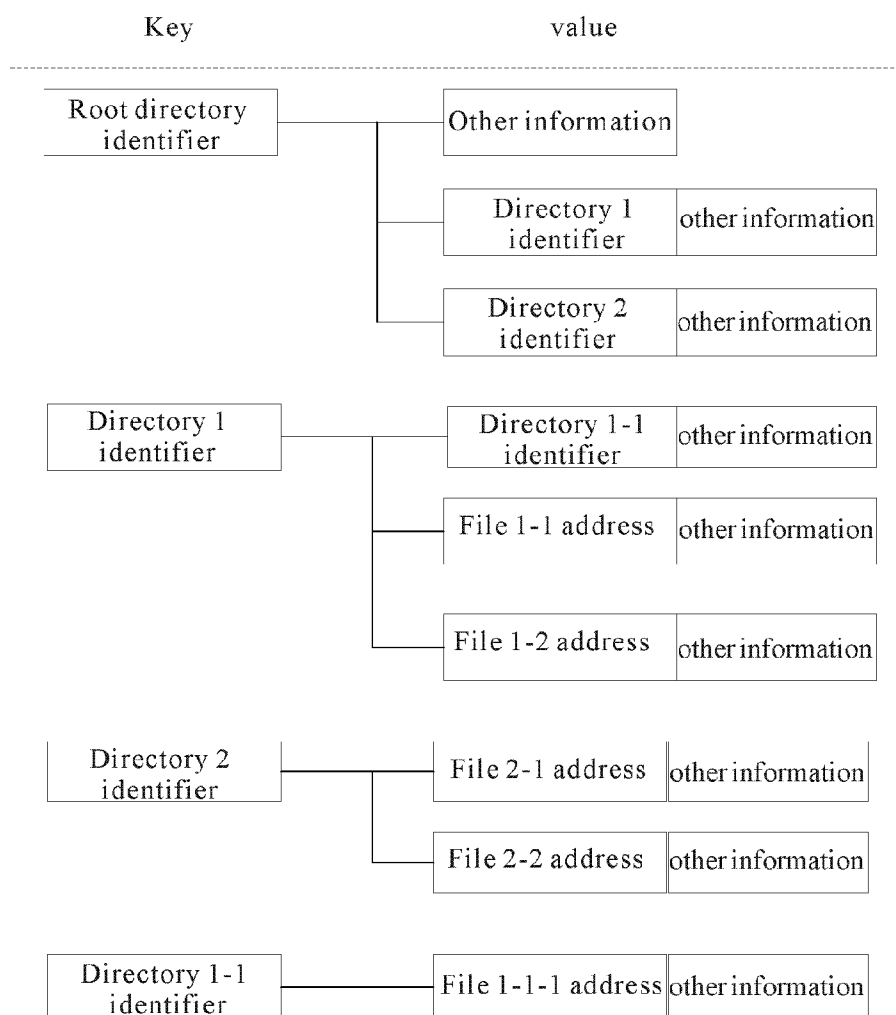 Key value
Root directory
identifier
Other information
Directory 1
identifier
other information
Directory 2
identifier
other information
Directory 1
identifier
Directory 1-1
identifier
other information
File 1-1 address
other information
File 1-2 address
other information
Directory 2
identifier
File 2-1 address
other information
File 2-2 address
other information
Directory 1-1
identifier
File 1-1-1 address
other information